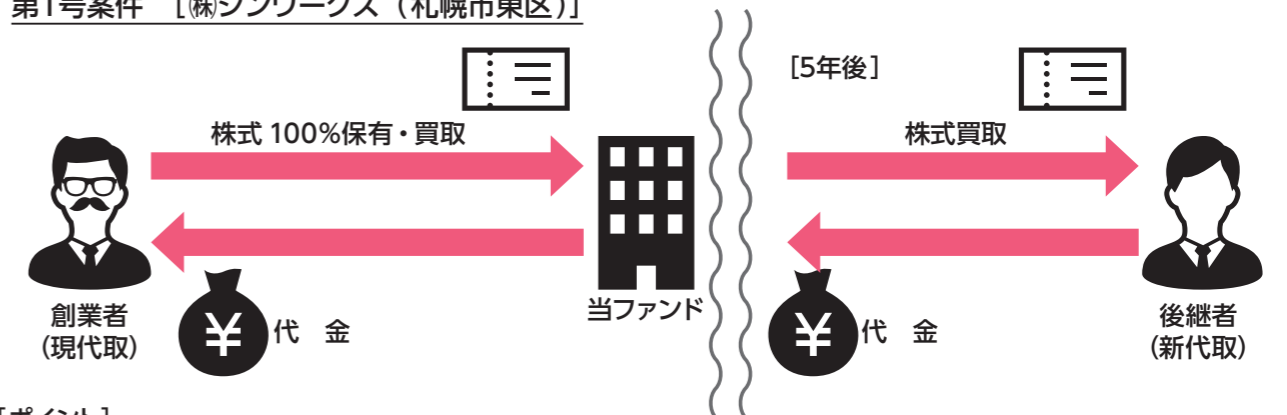 第1号案件 [㈱シンワークス（札幌市東区）]
[5年後]
株式 100%保有・買取
株式買取
当ファンド
創業者
(現代取)
¥
代 金
¥
代 金
後継者
(新代取)
[ポイント]